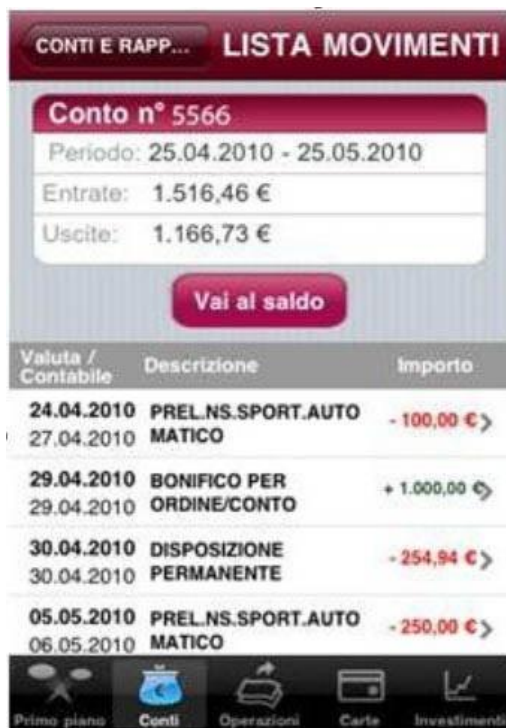 CONTI E RAPP... LISTA MOVIMENTI
Conto n° 5566
Periodo: 25.04.2010 - 25.05.2010
Entrate: 1.516,46 €
Uscite: 1.166,73 €
Vai al saldo
Valuta / Contabile Descrizione Importo
24.04.2010 PREL.NS.SPORT.AUTO
27.04.2010 MATICO - 100,00 €
29.04.2010 BONIFICO PER
29.04.2010 ORDINE/CONTO + 1.000,00 €
30.04.2010 DISPOSIZIONE
30.04.2010 PERMANENTE - 254,94 €
05.05.2010 PREL.NS.SPORT.AUTO
06.05.2010 MATICO - 250,00 €
Primo piano Conti Operazioni Carte Investimenti